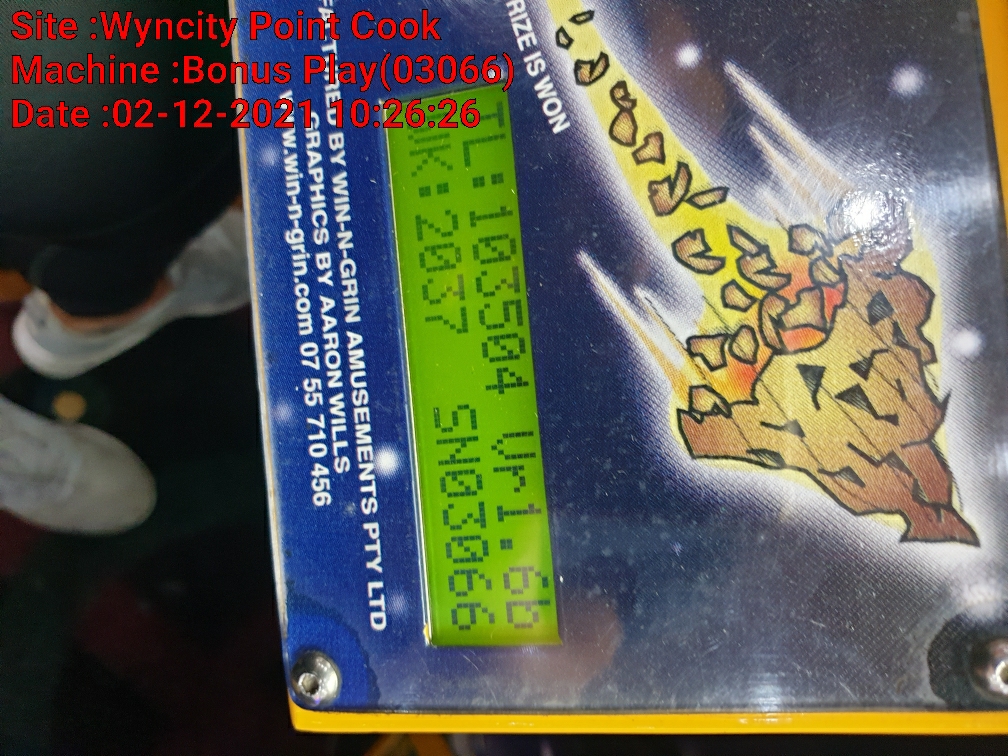 Site :Wyncity Point Cook
Machine :Bonus Play(03066)
Date :02-12-2021 10:26:26
RIZE IS WON
TL:103504 Vr1.6B
WK:2037 SN03066
FACTURED BY WIN-N-GRIN AMUSEMENTS PTY LTD
GRAPHICS BY AARON WILLS
www.win-n-grin.com 07 55 710 456